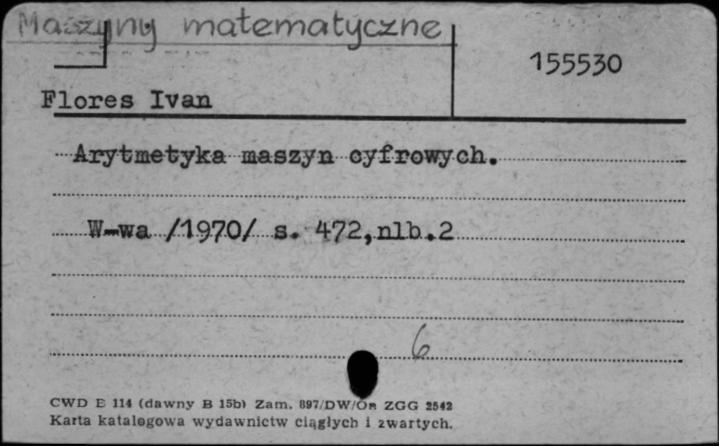 Maszyny matematyczne
155530
Flores Ivan
Arytmetyka maszyn cyfrowych.
W-wa /1970/ s. 472,nlb.2
6
CWD E 114 (dawny B 15b) Zam. 897/DW/On ZGG 2542
Karta katalogowa wydawnictw ciągłych i zwartych.